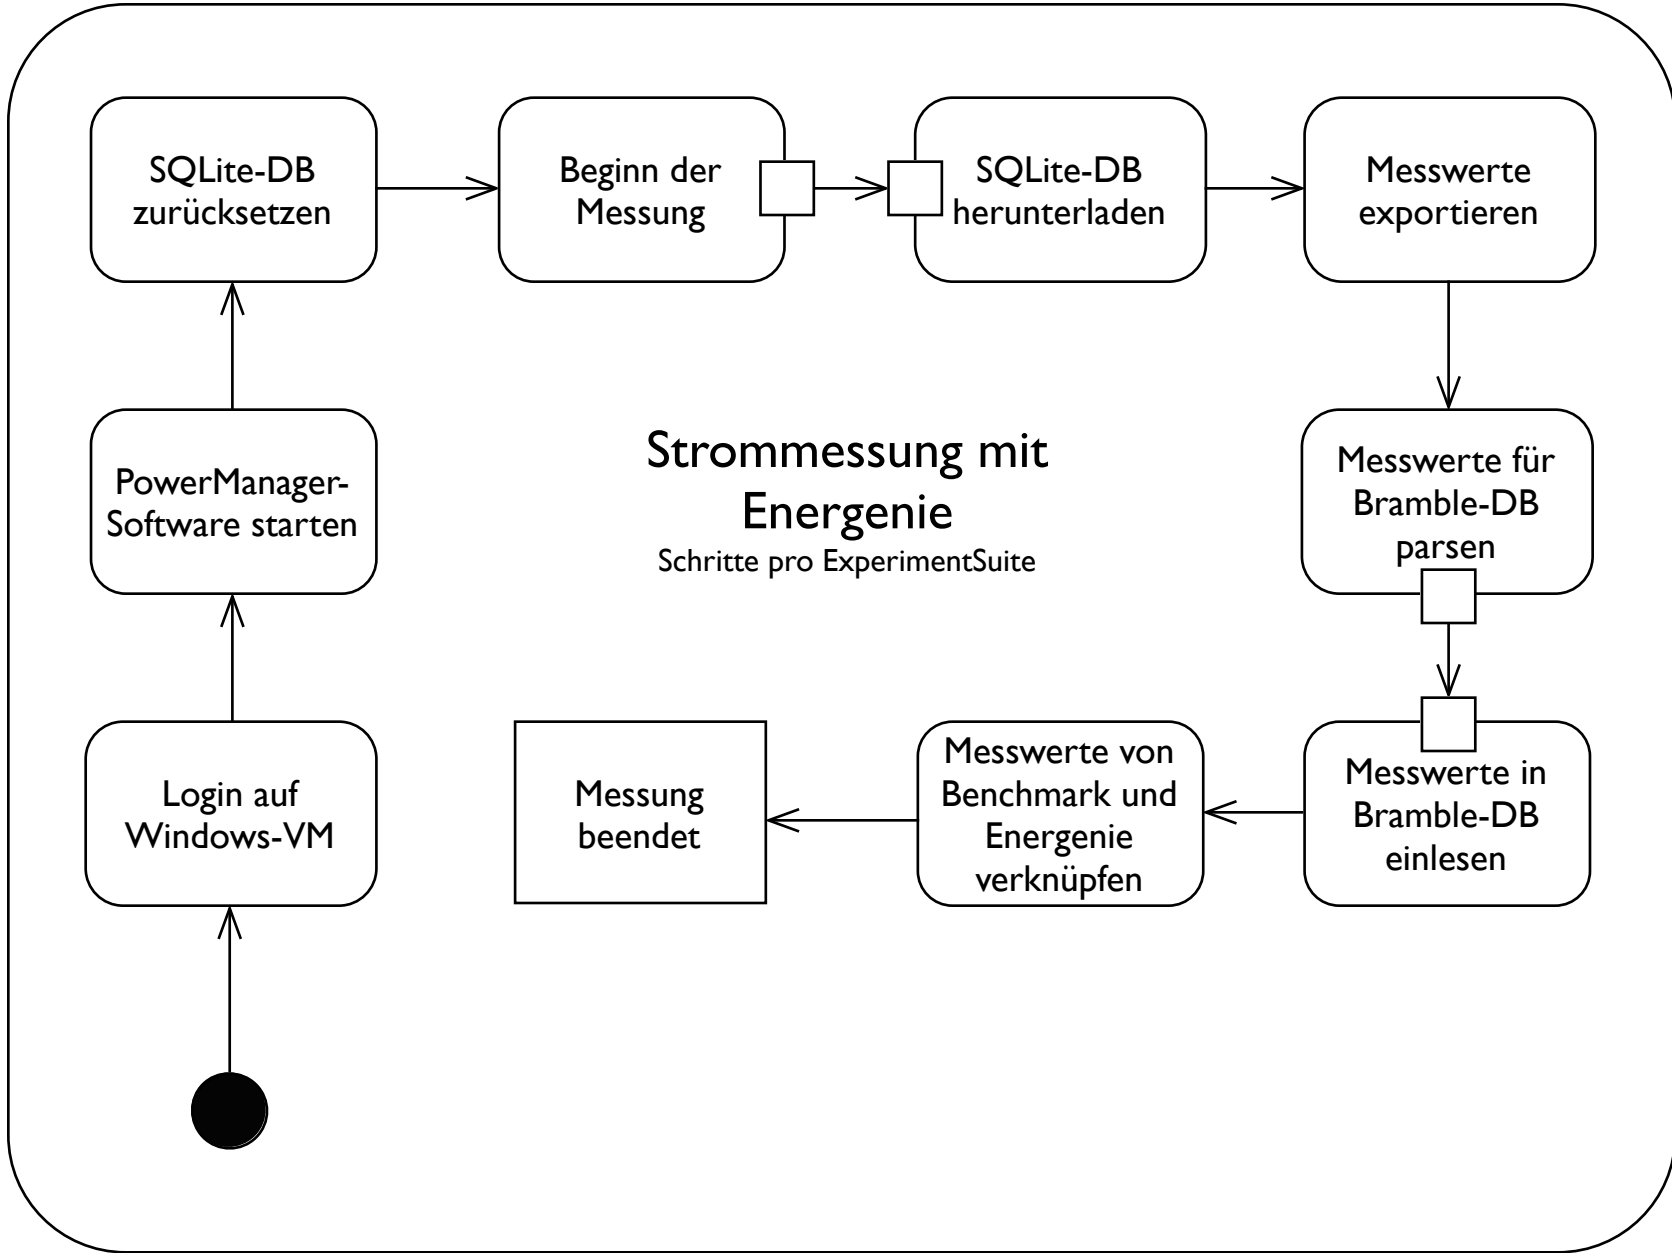 SQLite-DB
zurücksetzen
Beginn der
Messung
SQLite-DB
herunterladen
Messwerte
exportieren
PowerManager-
Software starten
Strommessung mit
Energenie
Schritte pro ExperimentSuite
Messwerte für
Bramble-DB
parsen
Login auf
Windows-VM
Messung
beendet
Messwerte von
Benchmark und
Energenie
verknüpfen
Messwerte in
Bramble-DB
einlesen